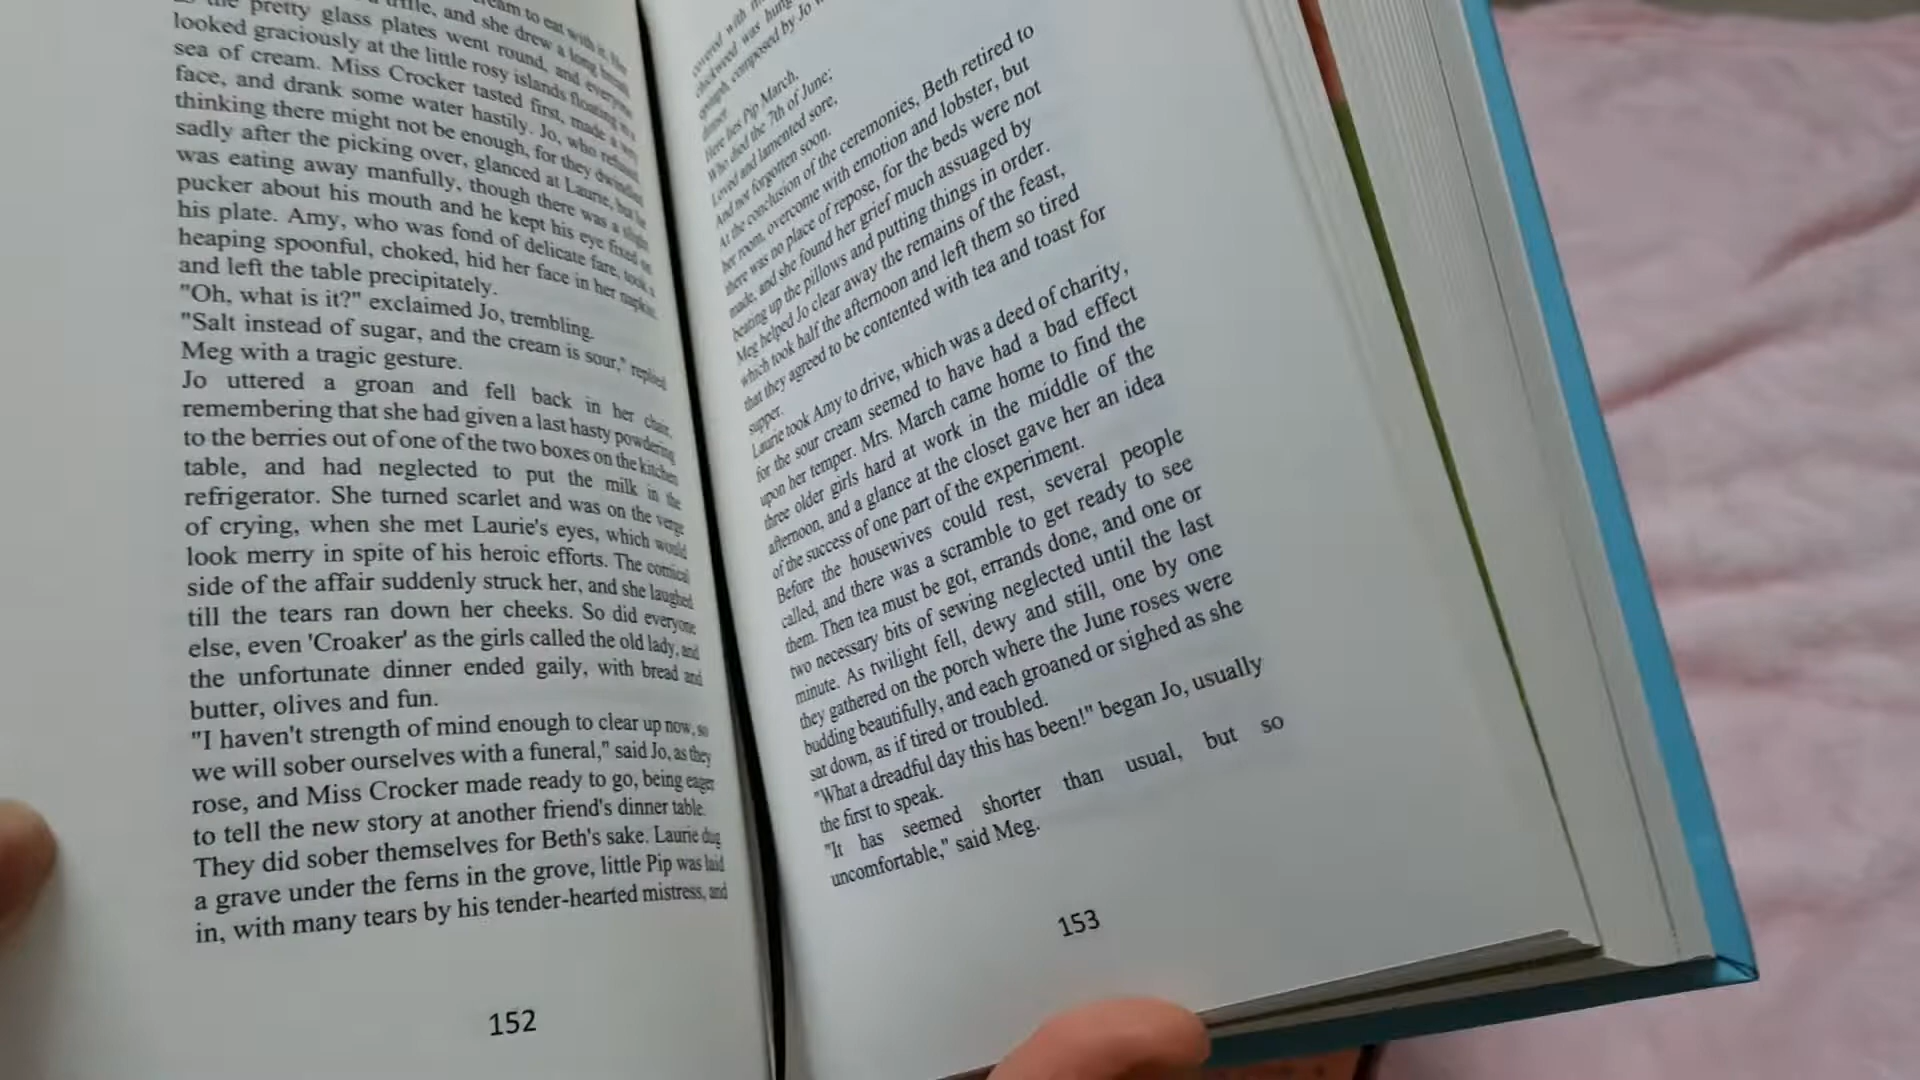 a trifle, and she drew a long
the pretty glass plates went round, and everyone
looked graciously at the little rosy islands floating in a
sea of cream. Miss Crocker tasted first, made a wry
face, and drank some water hastily. Jo, who refused,
thinking there might not be enough, for they dwindled
sadly after the picking over, glanced at Laurie, but he
was eating away manfully, though there was a slight
pucker about his mouth and he kept his eye fixed on
his plate. Amy, who was fond of delicate fare, took a
heaping spoonful, choked, hid her face in her napkin,
and left the table precipitately.
"Oh, what is it?" exclaimed Jo, trembling.
"Salt instead of sugar, and the cream is sour," replied
Meg with a tragic gesture.
Jo uttered a groan and fell back in her chair,
remembering that she had given a last hasty powdering
to the berries out of one of the two boxes on the kitchen
table, and had neglected to put the milk in the
refrigerator. She turned scarlet and was on the verge
of crying, when she met Laurie's eyes, which would
look merry in spite of his heroic efforts. The comical
side of the affair suddenly struck her, and she laughed
till the tears ran down her cheeks. So did everyone
else, even 'Croaker' as the girls called the old lady, and
the unfortunate dinner ended gaily, with bread and
butter, olives and fun.
"I haven't strength of mind enough to clear up now, so
we will sober ourselves with a funeral," said Jo, as they
rose, and Miss Crocker made ready to go, being eager
to tell the new story at another friend's dinner table.
They did sober themselves for Beth's sake. Laurie dug
a grave under the ferns in the grove, little Pip was laid
in, with many tears by his tender-hearted mistress, and
152
covered with
chickweed was hung
epitaph, composed by Jo
dinner.
Here lies Pip March,
Who died the 7th of June;
Loved and lamented sore,
And not forgotten soon.
At the conclusion of the ceremonies, Beth retired to
her room, overcome with emotion and lobster, but
there was no place of repose, for the beds were not
made, and she found her grief much assuaged by
beating up the pillows and putting things in order.
Meg helped Jo clear away the remains of the feast,
which took half the afternoon and left them so tired
that they agreed to be contented with tea and toast for
supper.
Laurie took Amy to drive, which was a deed of charity,
for the sour cream seemed to have had a bad effect
upon her temper. Mrs. March came home to find the
three older girls hard at work in the middle of the
afternoon, and a glance at the closet gave her an idea
of the success of one part of the experiment.
Before the housewives could rest, several people
called, and there was a scramble to get ready to see
them. Then tea must be got, errands done, and one or
two necessary bits of sewing neglected until the last
minute. As twilight fell, dewy and still, one by one
they gathered on the porch where the June roses were
budding beautifully, and each groaned or sighed as she
sat down, as if tired or troubled.
"What a dreadful day this has been!" began Jo, usually
the first to speak.
"It has seemed shorter than usual, but so
uncomfortable," said Meg.
153